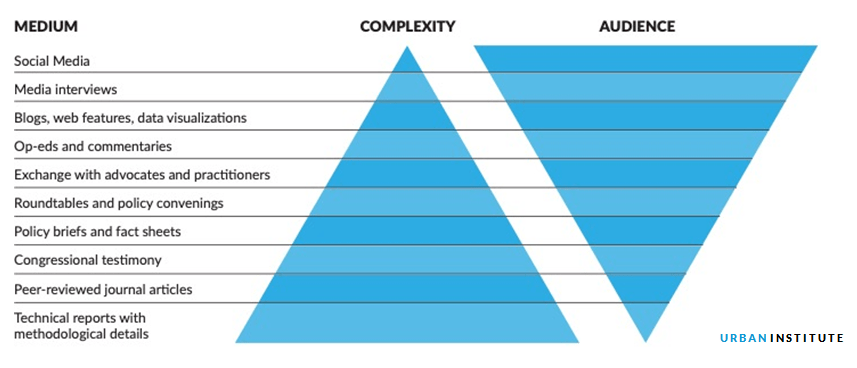 MEDIUM COMPLEXITY AUDIENCE
Social Media
Media interviews
Blogs, web features, data visualizations
Op-eds and commentaries
Exchange with advocates and practitioners
Roundtables and policy convenings
Policy briefs and fact sheets
Congressional testimony
Peer-reviewed journal articles
Technical reports with
methodological details
URBAN INSTITUTE